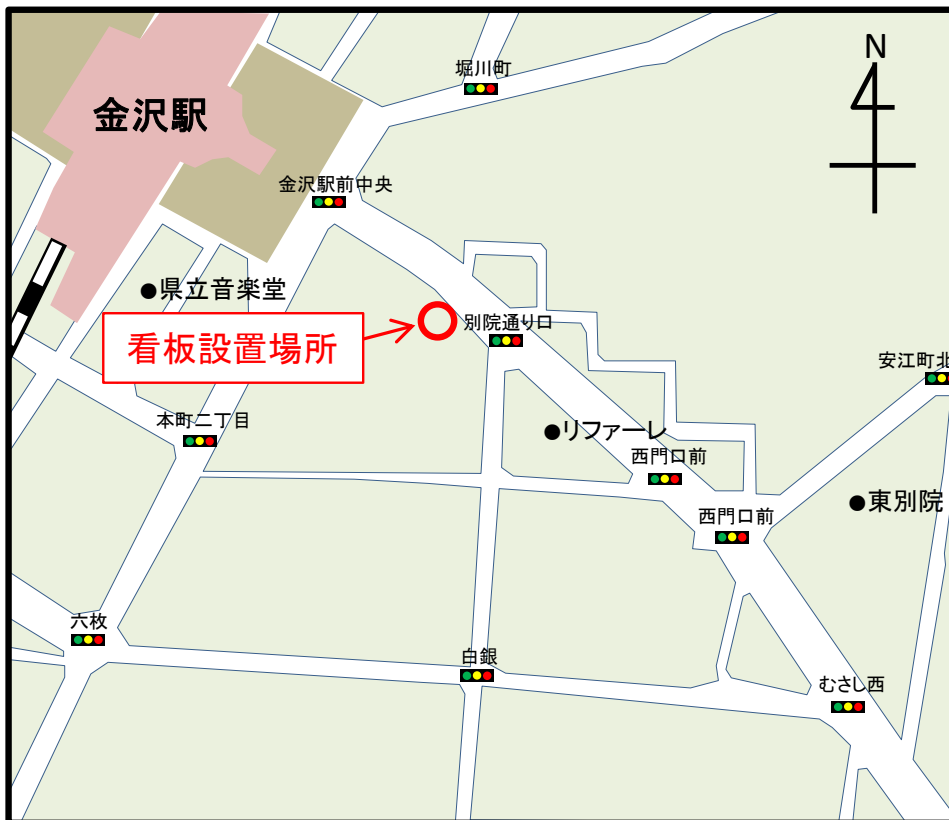 N
堀川町
金沢駅
金沢駅前中央
●県立音楽堂
看板設置場所
別院通り口
安江町北
本町二丁目
●リファーレ
西門口前
●東別院
西門口前
六枚
白銀
むさし西